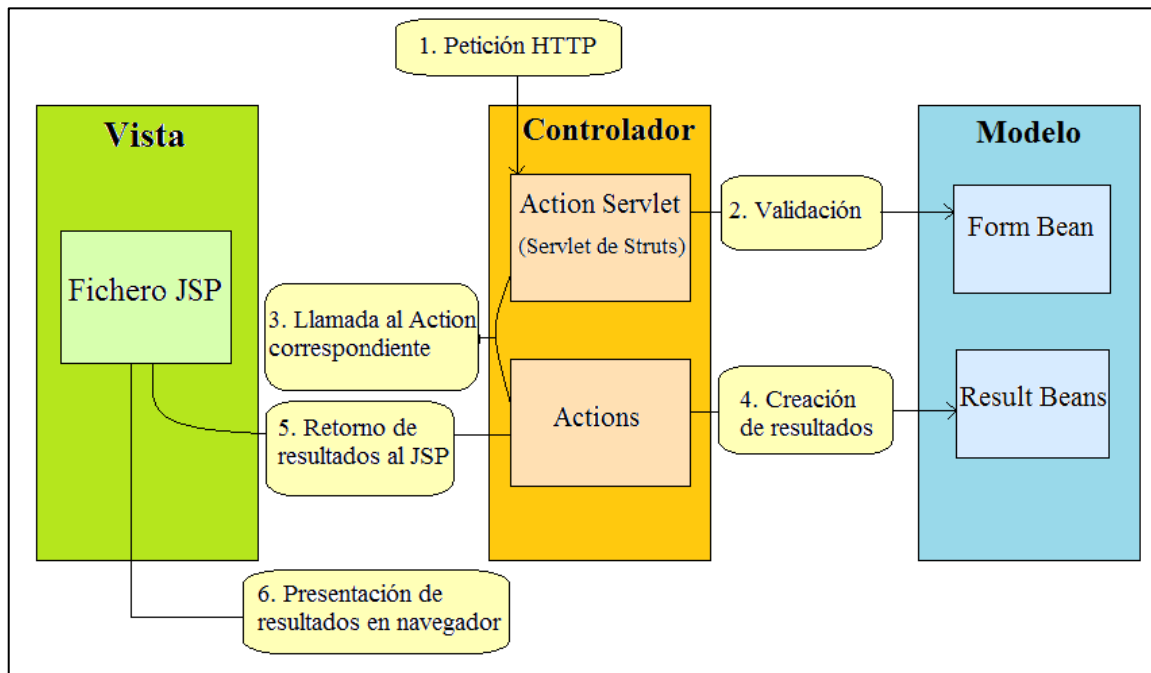 1. Petición HTTP
Vista
Controlador
Modelo
Action Servlet
(Servlet de Struts)
2. Validación
Form Bean
Fichero JSP
3. Llamada al Action
correspondiente
Actions
4. Creación
de resultados
Result Beans
5. Retorno de
resultados al JSP
6. Presentación de
resultados en navegador